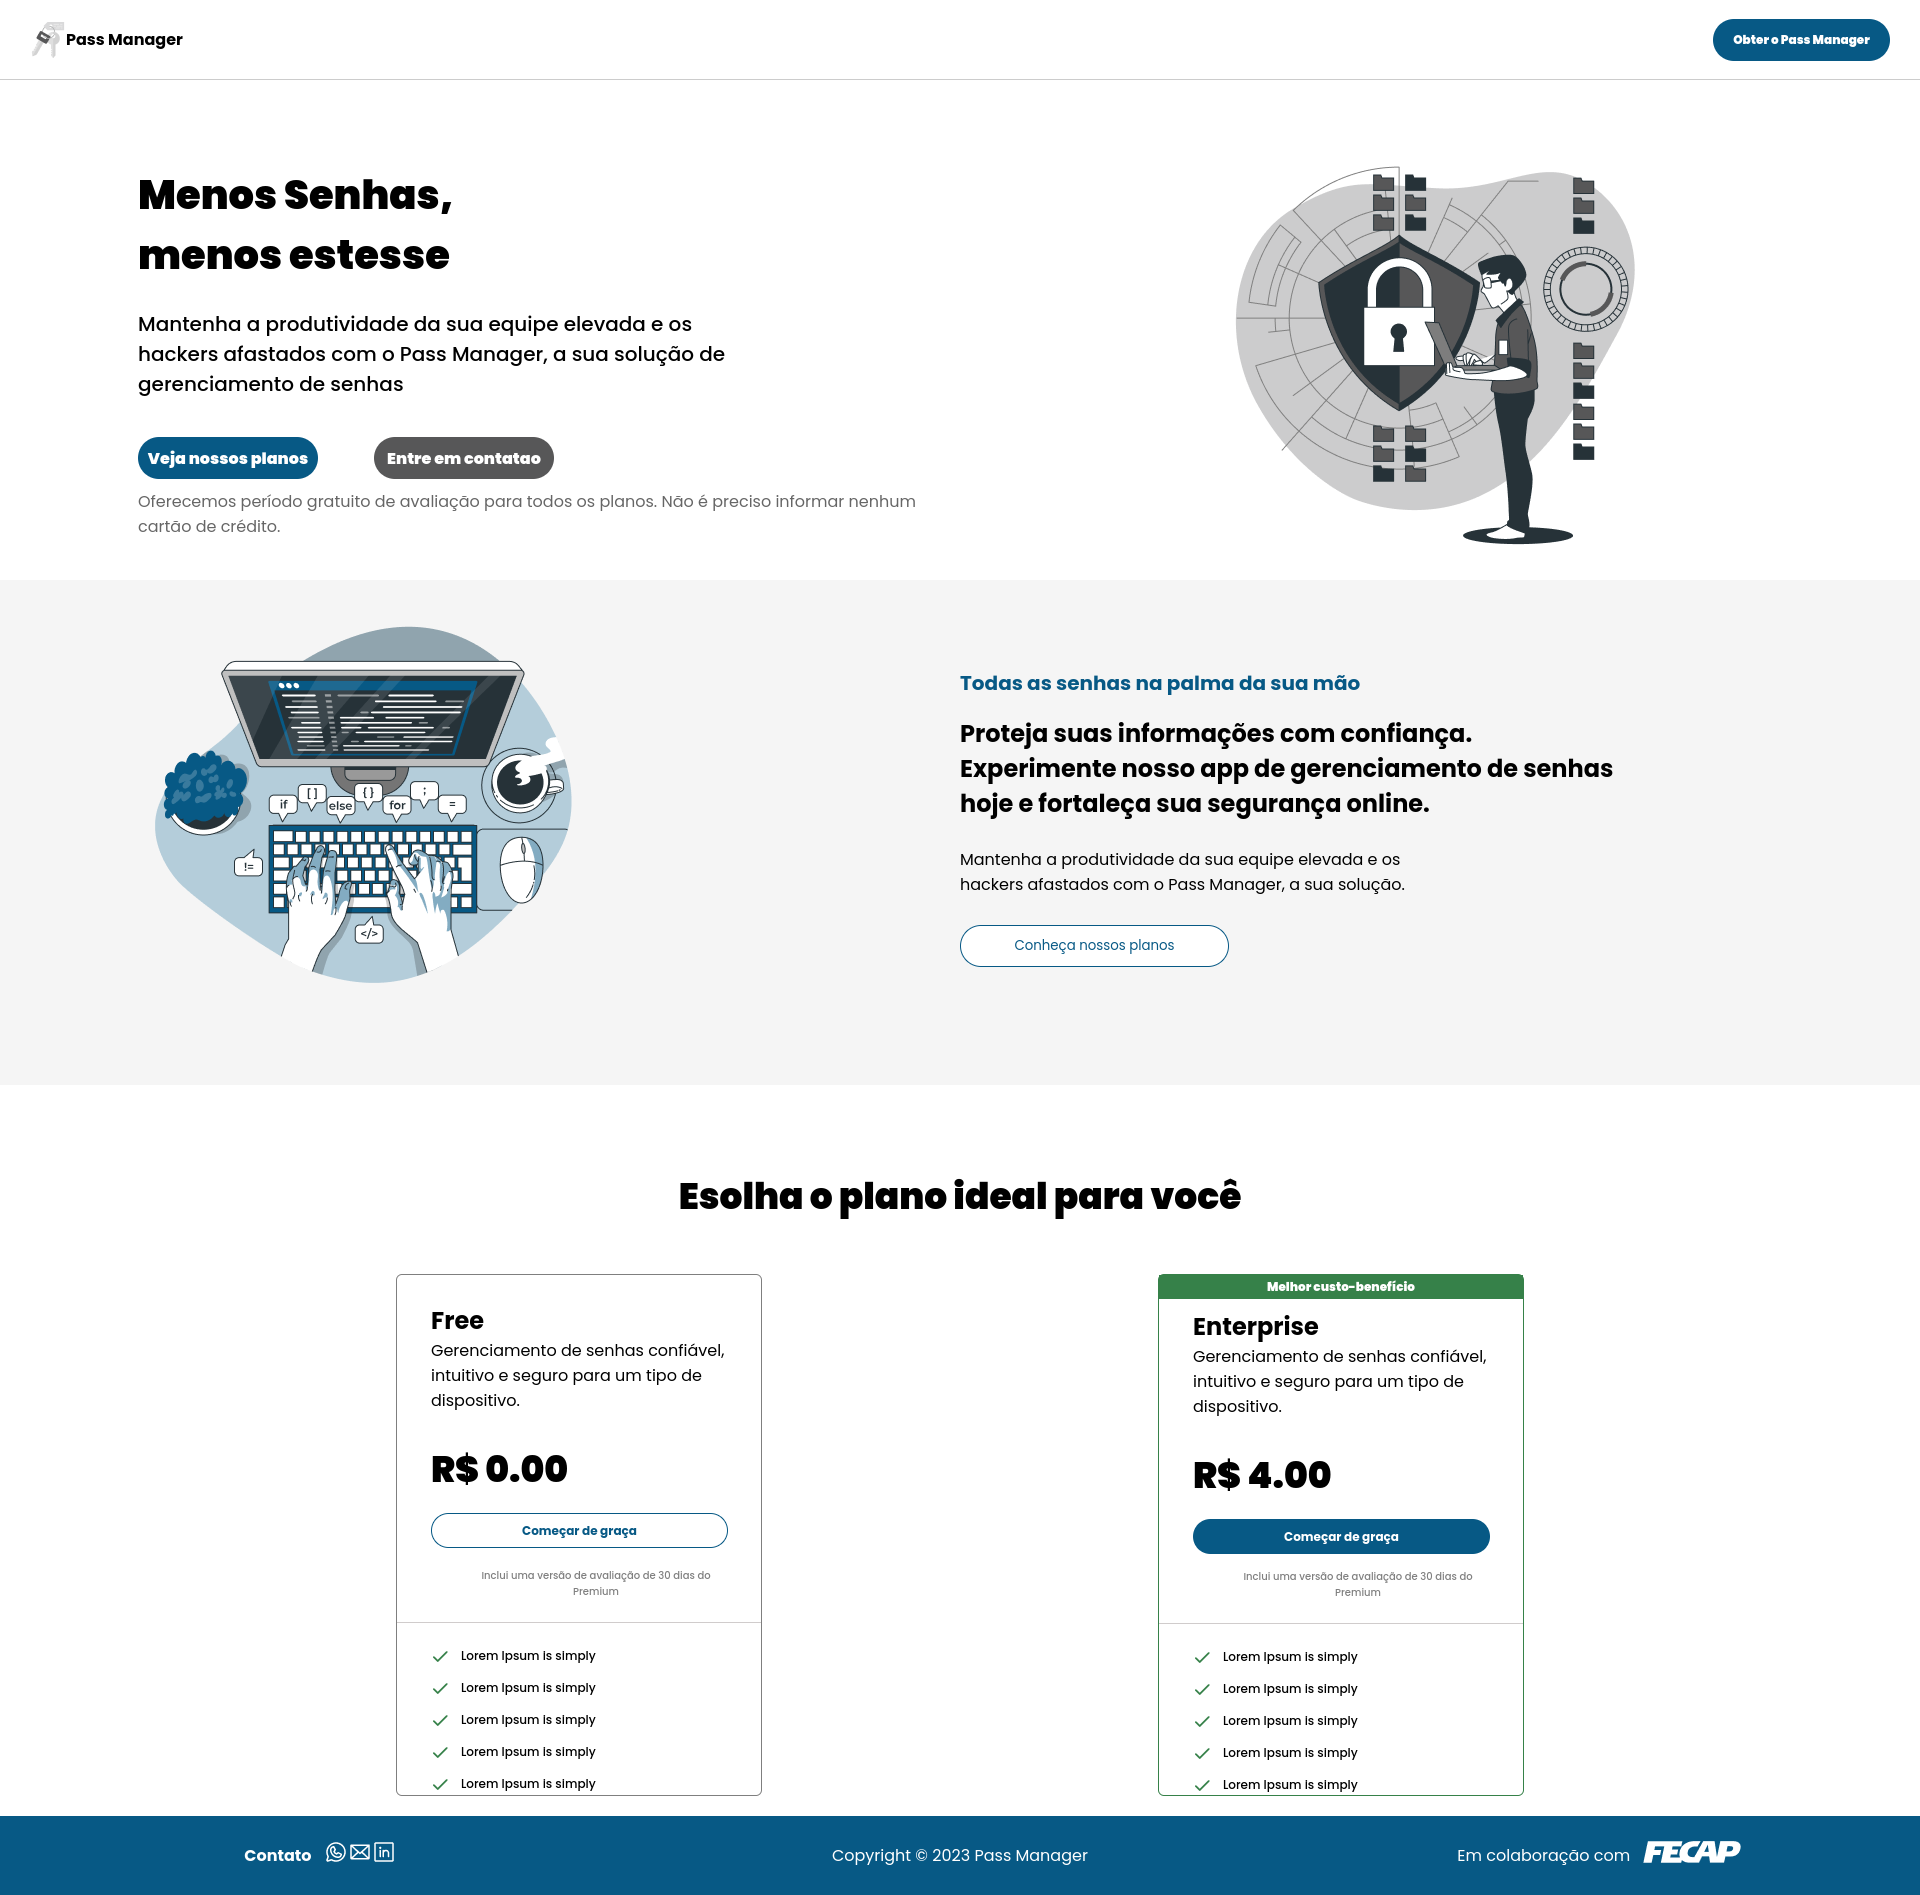 Pass Manager
Obter o Pass Manager
Menos Senhas,
menos estesse
Mantenha a produtividade da sua equipe elevada e os
hackers afastados com o Pass Manager, a sua solução de
gerenciamento de senhas
Veja nossos planos
Entre em contatao
Oferecemos período gratuito de avaliação para todos os planos. Não é preciso informar nenhum
cartão de crédito.
if
[ ]
else
{ }
for
;
=
!=
</>
Todas as senhas na palma da sua mão
Proteja suas informações com confiança.
Experimente nosso app de gerenciamento de senhas
hoje e fortaleça sua segurança online.
Mantenha a produtividade da sua equipe elevada e os
hackers afastados com o Pass Manager, a sua solução.
Conheça nossos planos
Esolha o plano ideal para você
Free
Gerenciamento de senhas confiável,
intuitivo e seguro para um tipo de
dispositivo.
R$ 0.00
Começar de graça
Inclui uma versão de avaliação de 30 dias do
Premium
Lorem Ipsum is simply
Lorem Ipsum is simply
Lorem Ipsum is simply
Lorem Ipsum is simply
Lorem Ipsum is simply
Melhor custo-benefício
Enterprise
Gerenciamento de senhas confiável,
intuitivo e seguro para um tipo de
dispositivo.
R$ 4.00
Começar de graça
Inclui uma versão de avaliação de 30 dias do
Premium
Lorem Ipsum is simply
Lorem Ipsum is simply
Lorem Ipsum is simply
Lorem Ipsum is simply
Lorem Ipsum is simply
Contato
in
Copyright © 2023 Pass Manager
Em colaboração com
FECAP